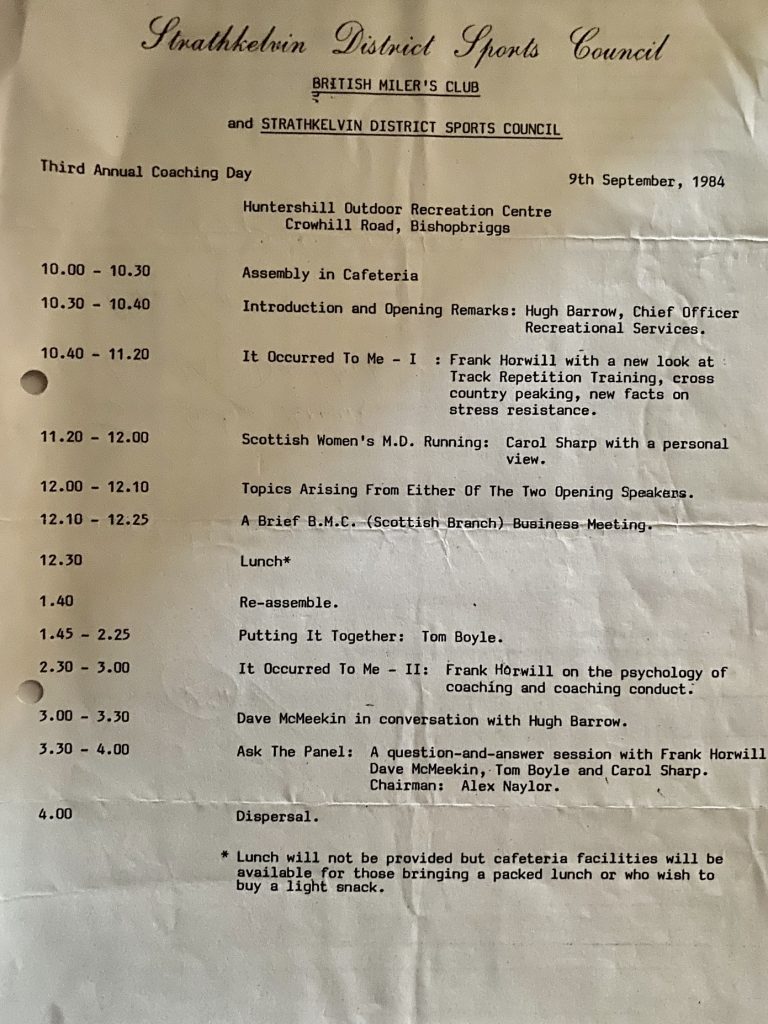 Strathkelvin District Sports Council
BRITISH MILER'S CLUB
and STRATHKELVIN DISTRICT SPORTS COUNCIL
Third Annual Coaching Day 9th September, 1984
Huntershill Outdoor Recreation Centre
Crowhill Road, Bishopbriggs
10.00 - 10.30 Assembly in Cafeteria
10.30 - 10.40 Introduction and Opening Remarks: Hugh Barrow, Chief Officer
Recreational Services.
10.40 - 11.20 It Occurred To Me - I : Frank Horwill with a new look at
Track Repetition Training, cross
country peaking, new facts on
stress resistance.
11.20 - 12.00 Scottish Women's M.D. Running: Carol Sharp with a personal
view.
12.00 - 12.10 Topics Arising From Either Of The Two Opening Speakers.
12.10 - 12.25 A Brief B.M.C. (Scottish Branch) Business Meeting.
12.30 Lunch*
1.40 Re-assemble.
1.45 - 2.25 Putting It Together: Tom Boyle.
2.30 - 3.00 It Occurred To Me - II: Frank Horwill on the psychology of
coaching and coaching conduct.
3.00 - 3.30 Dave McMeekin in conversation with Hugh Barrow.
3.30 - 4.00 Ask The Panel: A question-and-answer session with Frank Horwill
Dave McMeekin, Tom Boyle and Carol Sharp.
Chairman: Alex Naylor.
4.00 Dispersal.
* Lunch will not be provided but cafeteria facilities will be
available for those bringing a packed lunch or who wish to
buy a light snack.